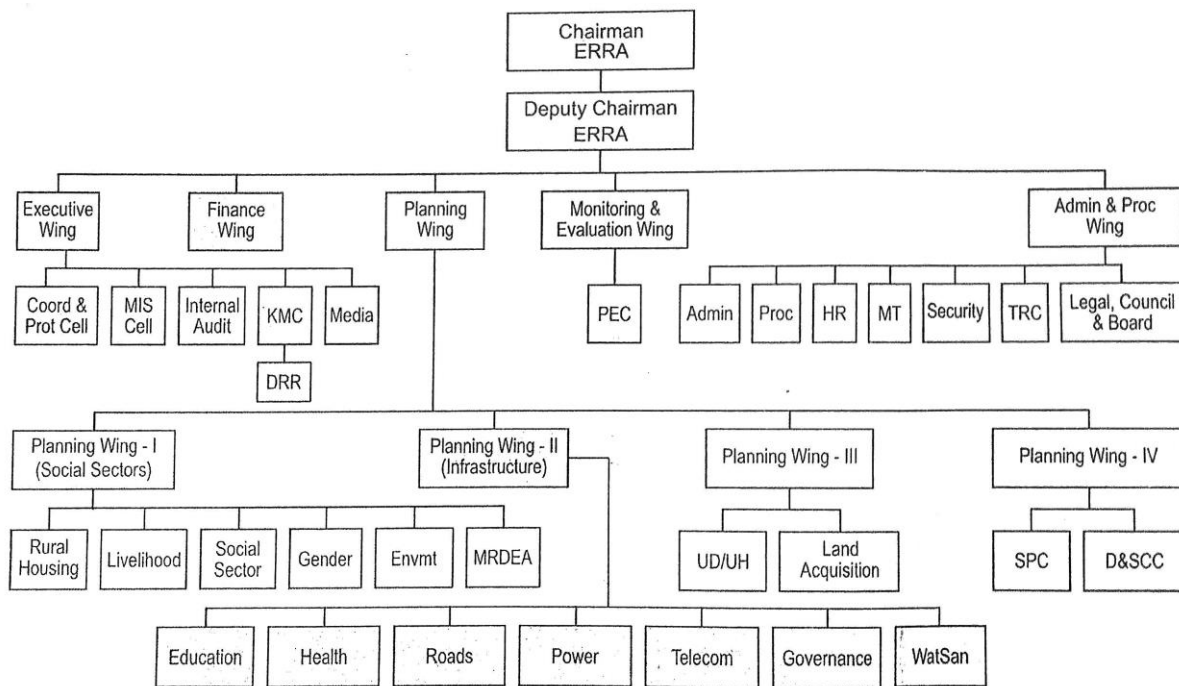 Chairman
ERRA
Deputy Chairman
ERRA
Executive
Wing
Finance
Wing
Planning
Wing
Monitoring &
Evaluation Wing
Admin & Proc
Wing
Coord &
Prot Cell
MIS
Cell
Internal
Audit
KMC
Media
PEC
Admin
Proc
HR
MT
Security
TRC
Legal, Council
& Board
DRR
Planning Wing - I
(Social Sectors)
Planning Wing - II
(Infrastructure)
Planning Wing - III
Planning Wing - IV
Rural
Housing
Livelihood
Social
Sector
Gender
Envmt
MRDEA
UD/UH
Land
Acquisition
SPC
D&SCC
Education
Health
Roads
Power
Telecom
Governance
WatSan